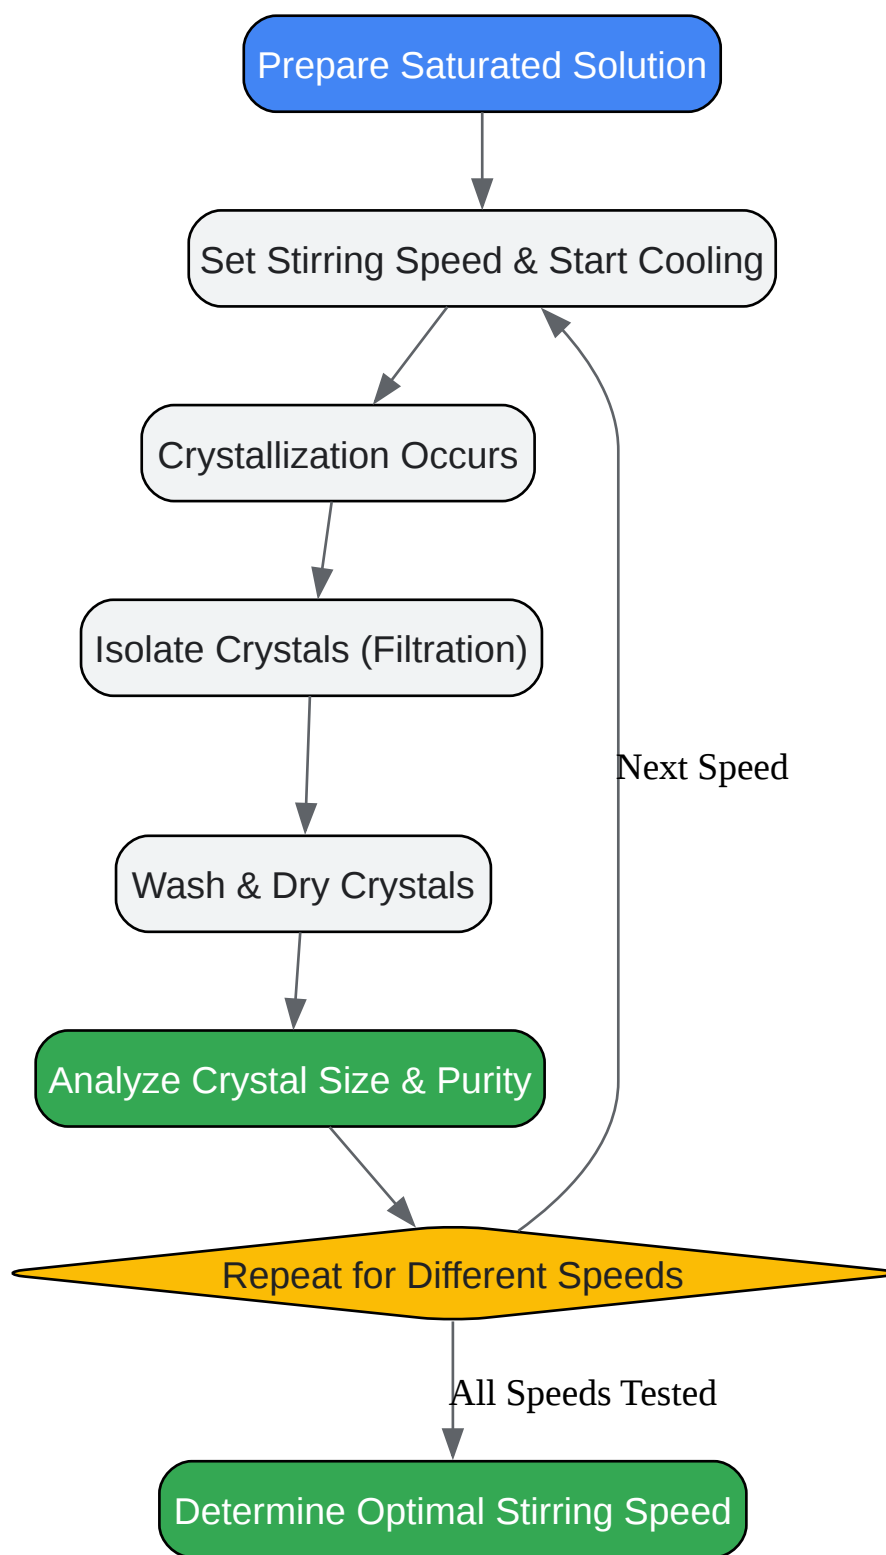 Prepare Saturated Solution
Set Stirring Speed & Start Cooling
Crystallization Occurs
Isolate Crystals (Filtration)
Next Speed
Wash & Dry Crystals
Analyze Crystal Size & Purity
Repeat for Different Speeds
All Speeds Tested
Determine Optimal Stirring Speed